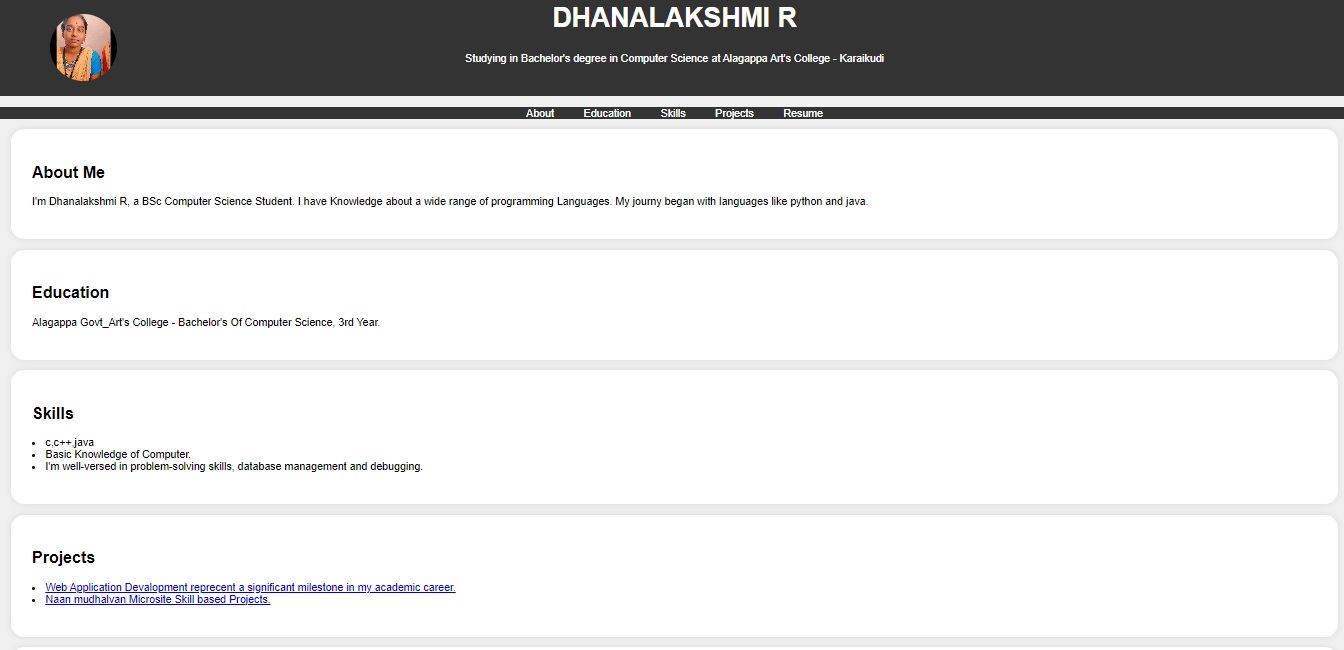 DHANALAKSHMI R
Studying in Bachelor's degree in Computer Science at Alagappa Art's College - Karaikudi
About Education Skills Projects Resume
About Me
I'm Dhanalakshmi R, a BSc Computer Science Student. I have Knowledge about a wide range of programming Languages. My journy began with languages like python and java.
Education
Alagappa Govt_Art's College - Bachelor's Of Computer Science, 3rd Year.
Skills
c,c++,java
Basic Knowledge of Computer.
I'm well-versed in problem-solving skills, database management and debugging.
Projects
Web Application Devalopment reprecent a significant milestone in my academic career.
Naan mudhalvan Microsite Skill based Projects.